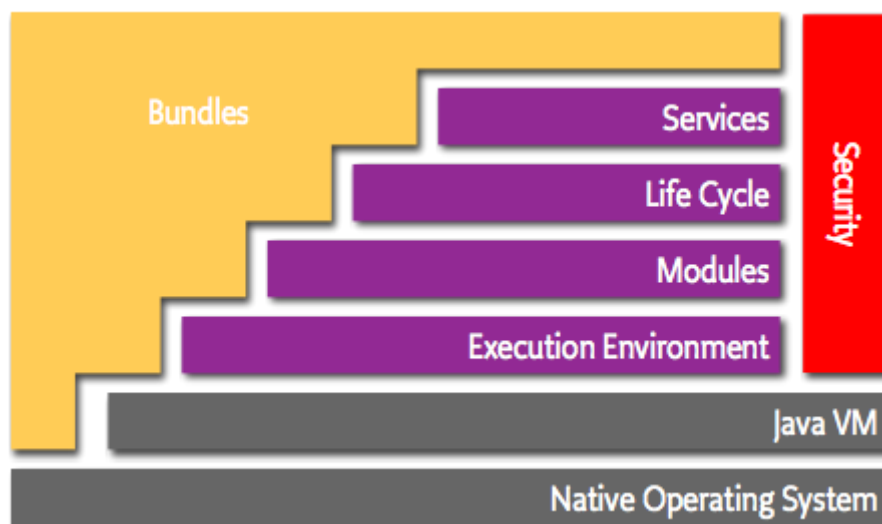 Bundles
Services
Life Cycle
Modules
Execution Environment
Security
Java VM
Native Operating System